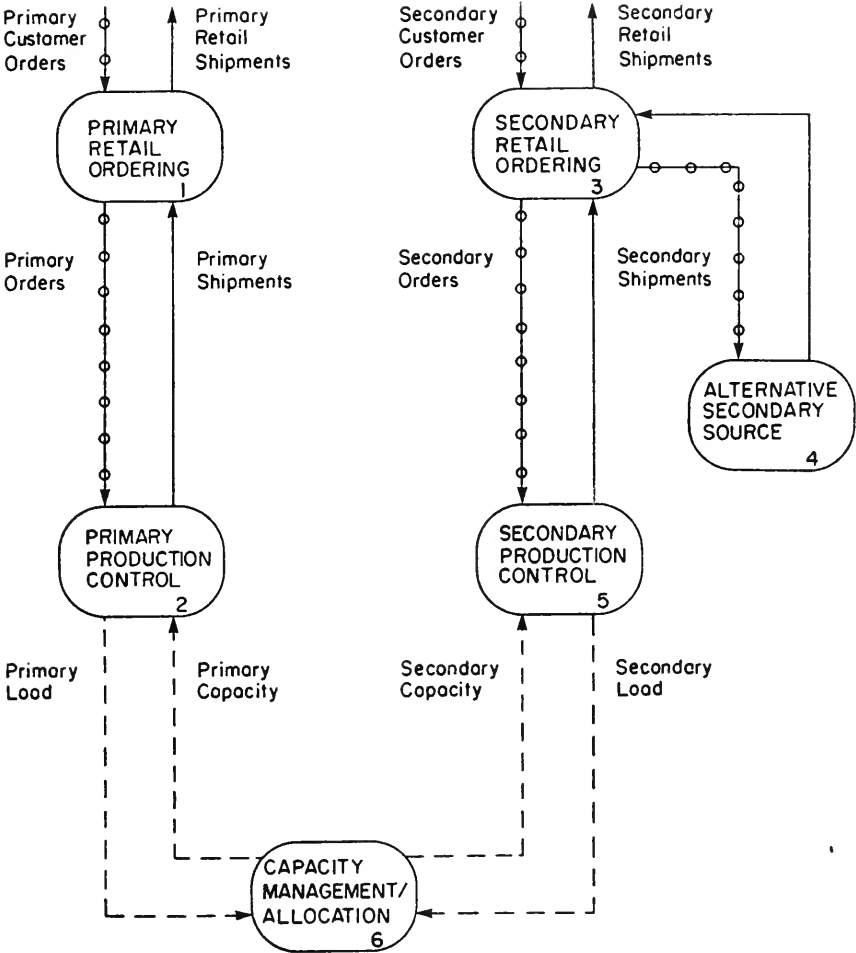 Primary
Customer
Orders
Primary
Retail
Shipments
Secondary
Customer
Orders
Secondary
Retail
Shipments
PRIMARY
RETAIL
ORDERING
1
SECONDARY
RETAIL
ORDERING
3
Primary
Orders
Primary
Shipments
Secondary
Orders
Secondary
Shipments
ALTERNATIVE
SECONDARY
SOURCE
4
PRIMARY
PRODUCTION
CONTROL
2
SECONDARY
PRODUCTION
CONTROL
5
Primary
Load
Primary
Capacity
Secondary
Capacity
Secondary
Load
CAPACITY
MANAGEMENT/
ALLOCATION
6